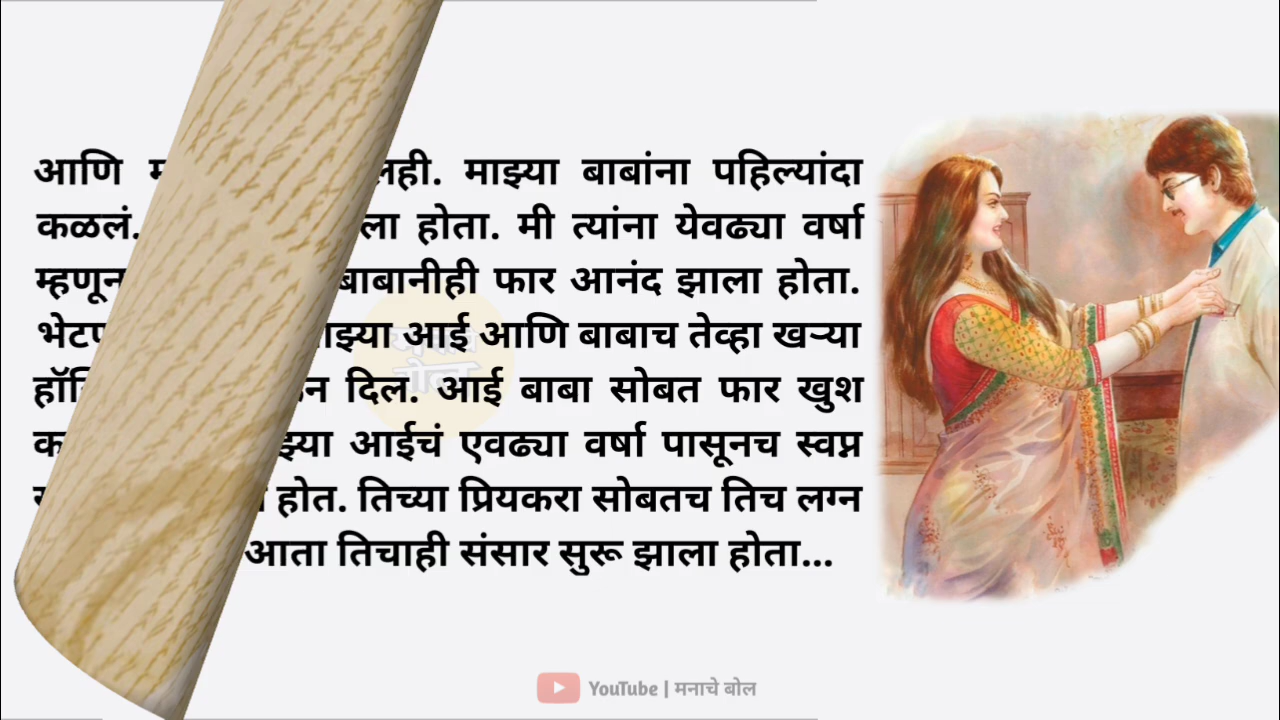 आणि लही. माझ्या बाबांना पहिल्यांदा
कळलं. ला होता. मी त्यांना येवढ्या वर्षा
म्हणून बाबानीही फार आनंद झाला होता.
आई आणि बाबाच तेव्हा खऱ्या
दिल. आई बाबा सोबत फार खुश
आईचं एवढ्या वर्षा पासूनच स्वप्न
होत. तिच्या प्रियकरा सोबतच तिच लग्न
आता तिचाही संसार सुरू झाला होता...
YouTube | मनाचे बोल